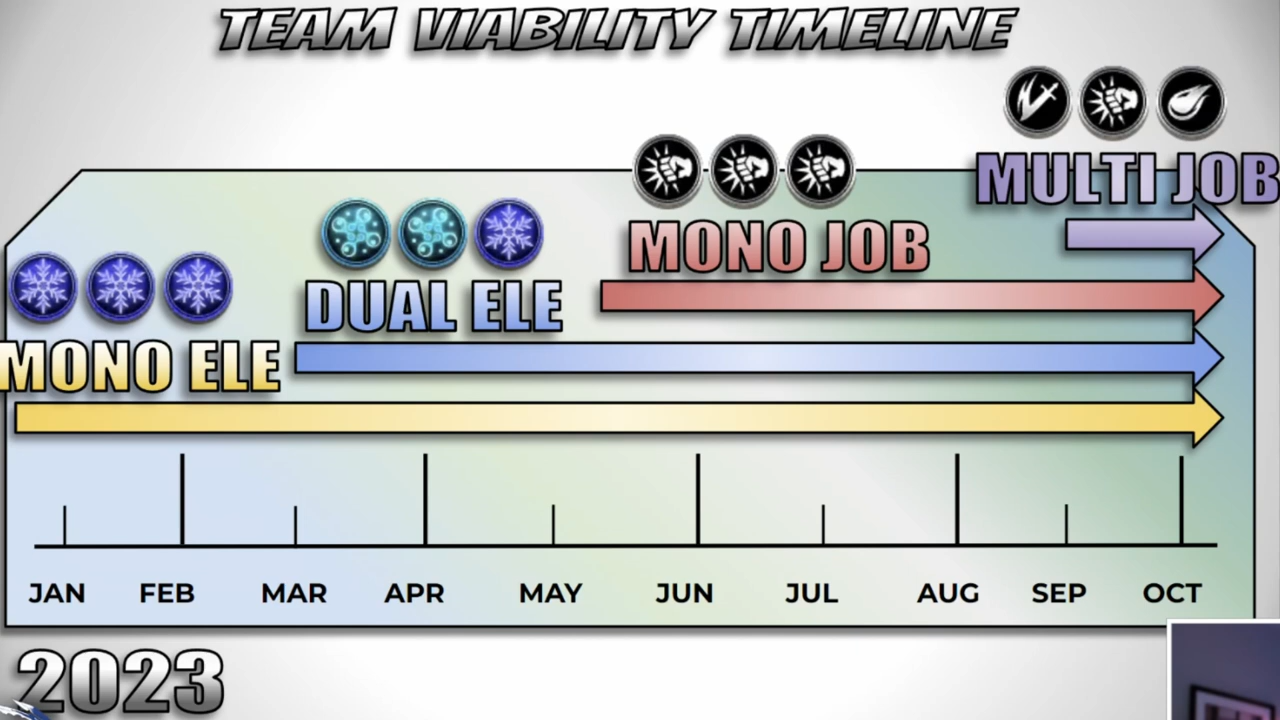 TEAM VIABILITY TIMELINE
MULTI JOB
MONO JOB
DUAL ELE
MONO ELE
JAN FEB MAR APR MAY JUN JUL AUG SEP OCT
2023